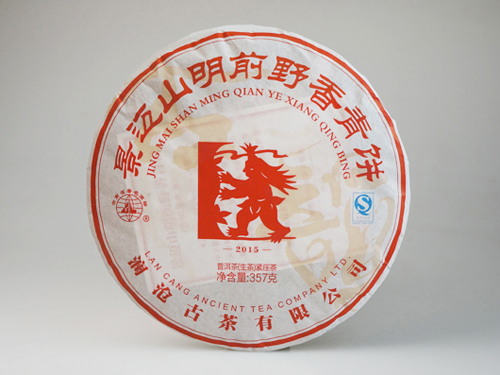 景迈山明前野香青饼
JING MAI SHAN MING QIAN YE XIANG QING BING
— 2015 —
普洱茶(生茶)紧压茶
净含量:357克
LAN CANG ANCIENT TEA COMPANY LTD.
澜沧古茶有限公司